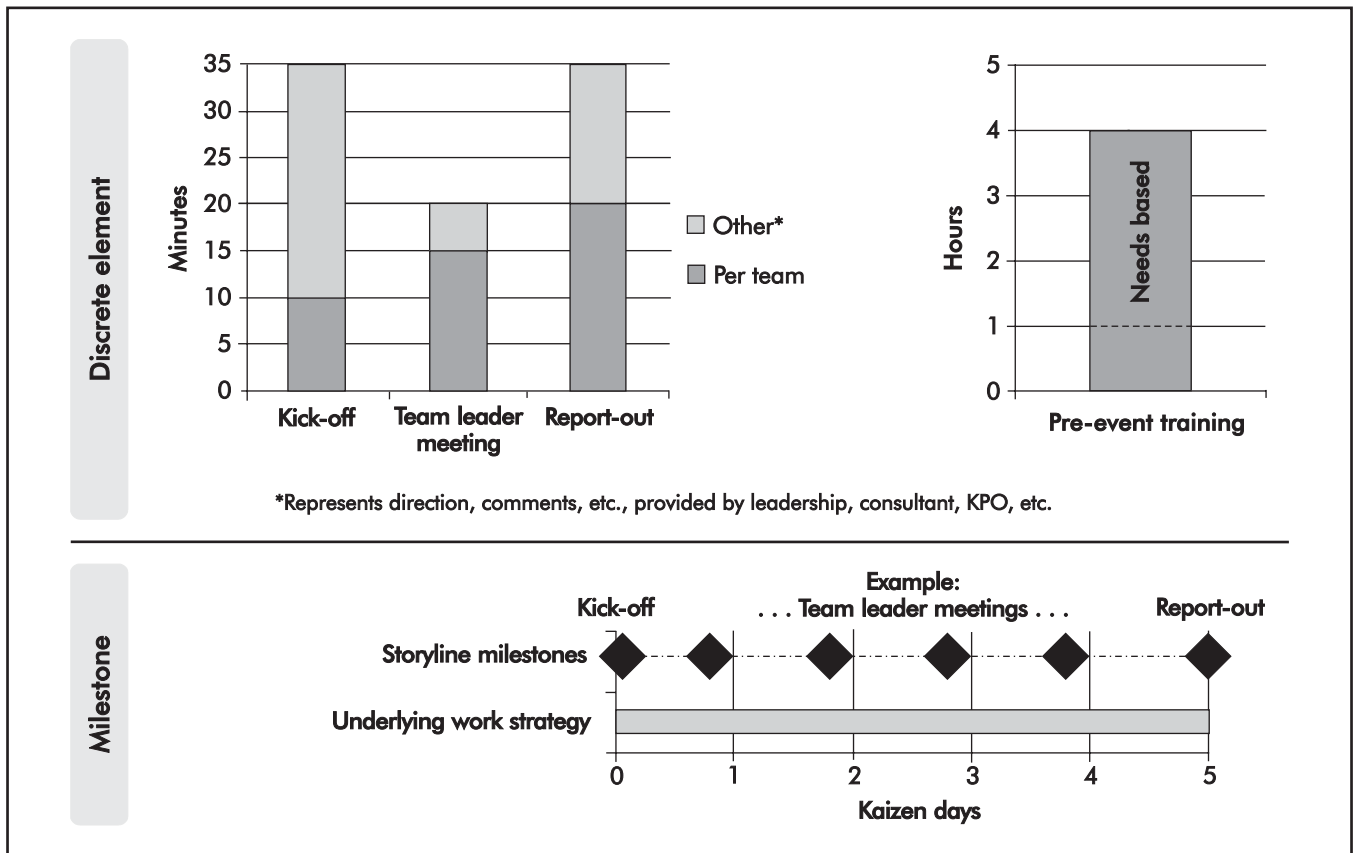 Discrete element
Minutes
35
30
25
20
15
10
5
0
Kick-off
Team leader
meeting
Report-out
Other*
Per team
Hours
5
4
3
2
1
0
Needs based
Pre-event training
*Represents direction, comments, etc., provided by leadership, consultant, KPO, etc.
Milestone
Example:
Kick-off
. . . Team leader meetings . . .
Report-out
Storyline milestones
Underlying work strategy
0
1
2
3
4
5
Kaizen days